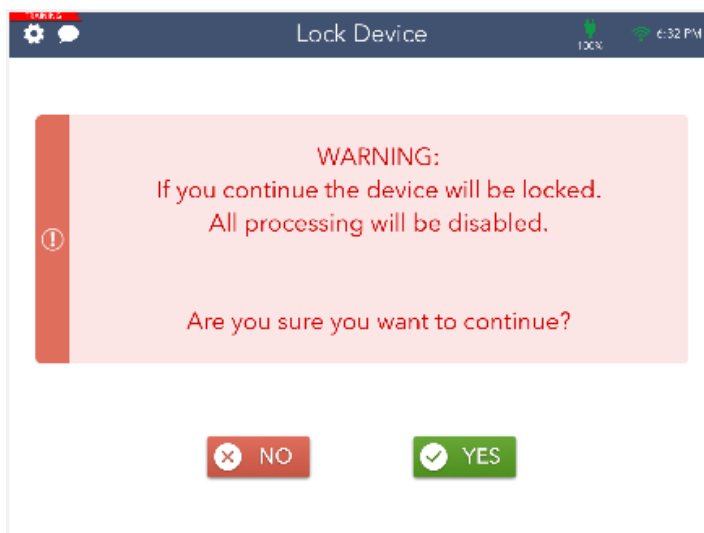 TRAINING
Lock Device
100%
6:32 PM
WARNING:
If you continue the device will be locked.
All processing will be disabled.
Are you sure you want to continue?
NO
YES